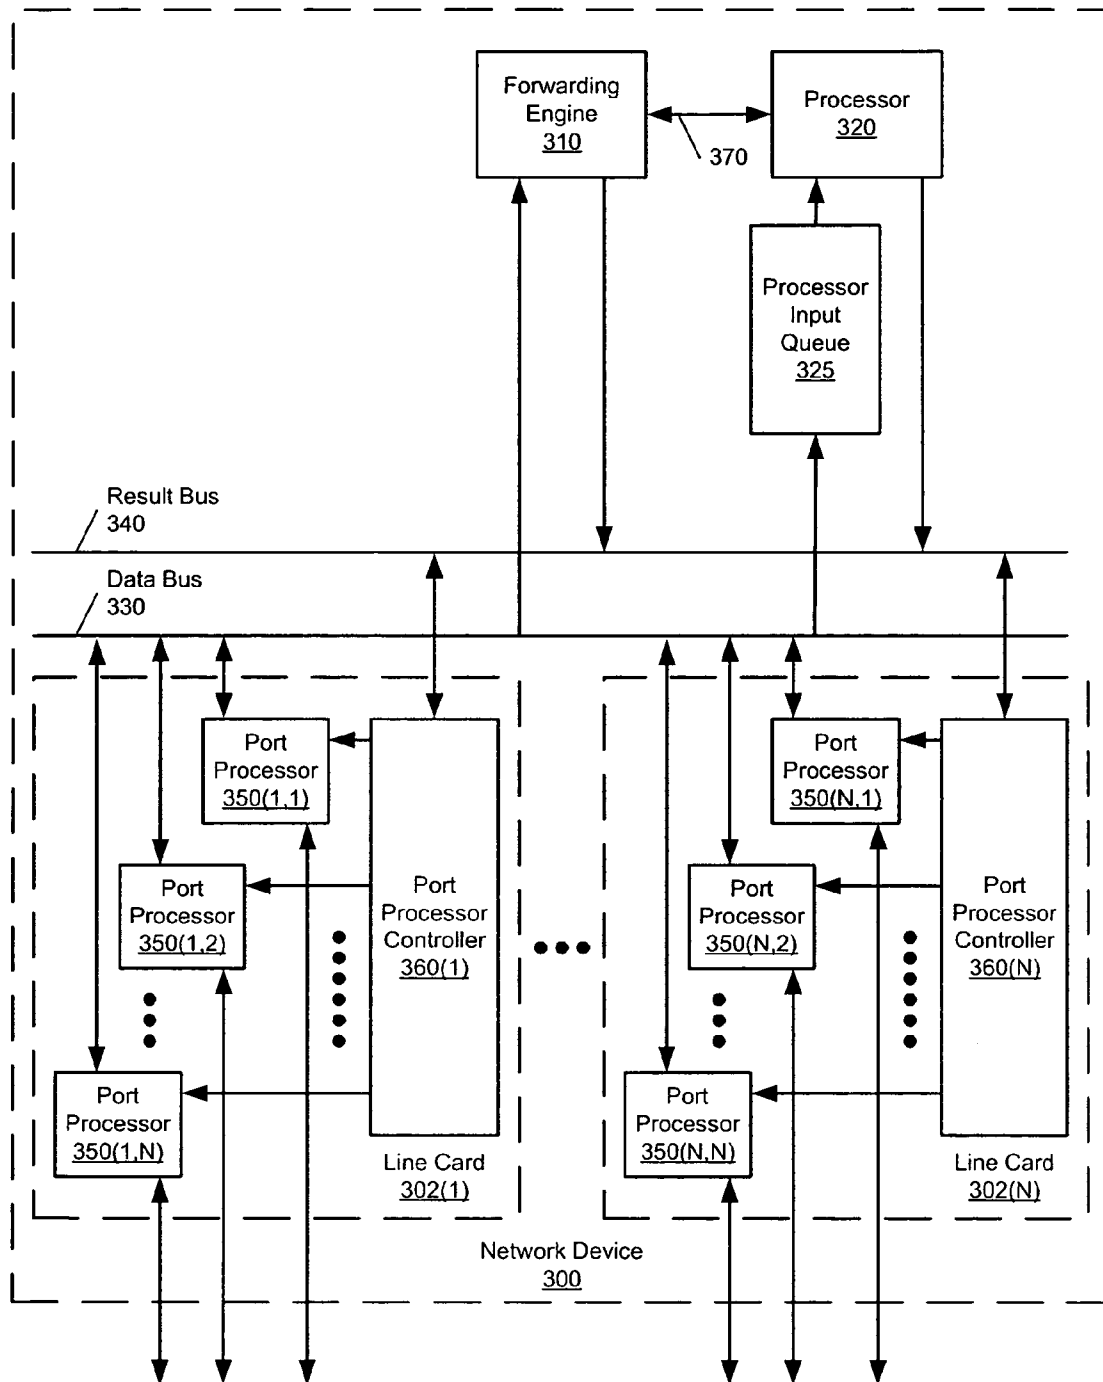 Forwarding
Engine
310
Processor
320
370
Processor
Input
Queue
325
Result Bus
340
Data Bus
330
Port
Processor
350(1,1)
Port
Processor
350(1,2)
Port
Processor
350(1,N)
Port
Processor
Controller
360(1)
Line Card
302(1)
Port
Processor
350(N,1)
Port
Processor
350(N,2)
Port
Processor
350(N,N)
Port
Processor
Controller
360(N)
Line Card
302(N)
Network Device
300